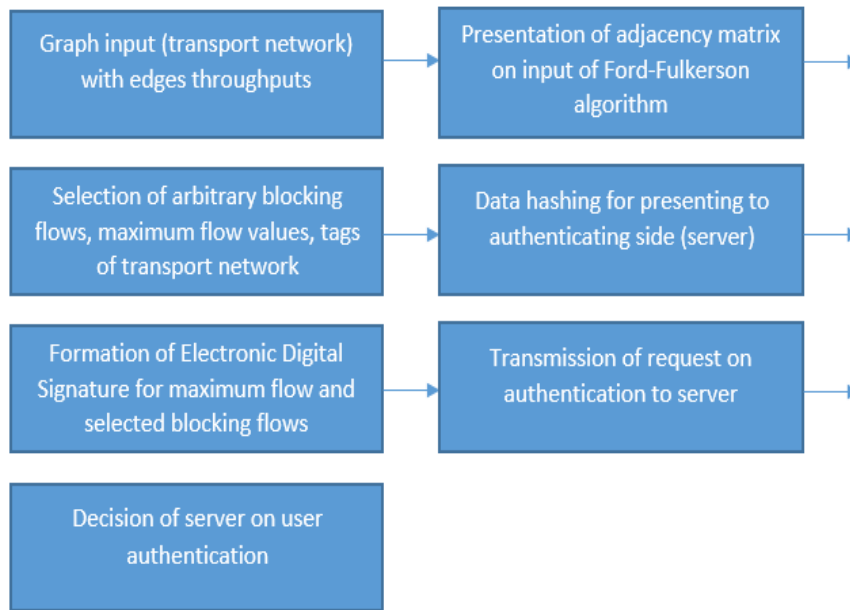 Graph input (transport network)
with edges throughputs
Presentation of adjacency matrix
on input of Ford-Fulkerson
algorithm
Selection of arbitrary blocking
flows, maximum flow values, tags
of transport network
Data hashing for presenting to
authenticating side (server)
Formation of Electronic Digital
Signature for maximum flow and
selected blocking flows
Transmission of request on
authentication to server
Decision of server on user
authentication